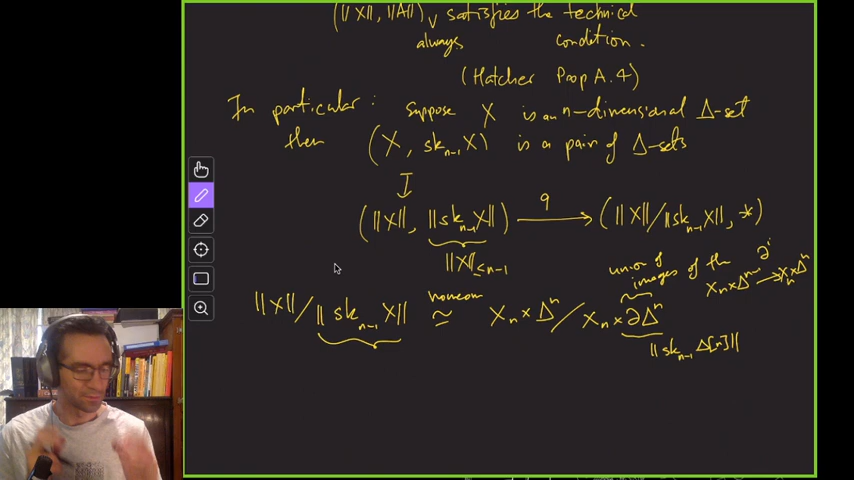 (||X||, ||A||) satisfies the technical
always condition.
(Hatcher Prop A.4)
In particular: suppose X is an n-dimensional Δ-set
then (X, sk_{n-1}X) is a pair of Δ-sets
↧
(||X||, ||sk_{n-1}X||) —q→ (||X||/||sk_{n-1}X||, *)
||X||_{≤n-1}
union of
images of the ∂^i
X_n × Δ^{n-1} → X_n × Δ^n
||X||/||sk_{n-1}X|| ≅ X_n × Δ^n / X_n × ∂Δ^n
homeom
||sk_{n-1} Δ[n]||